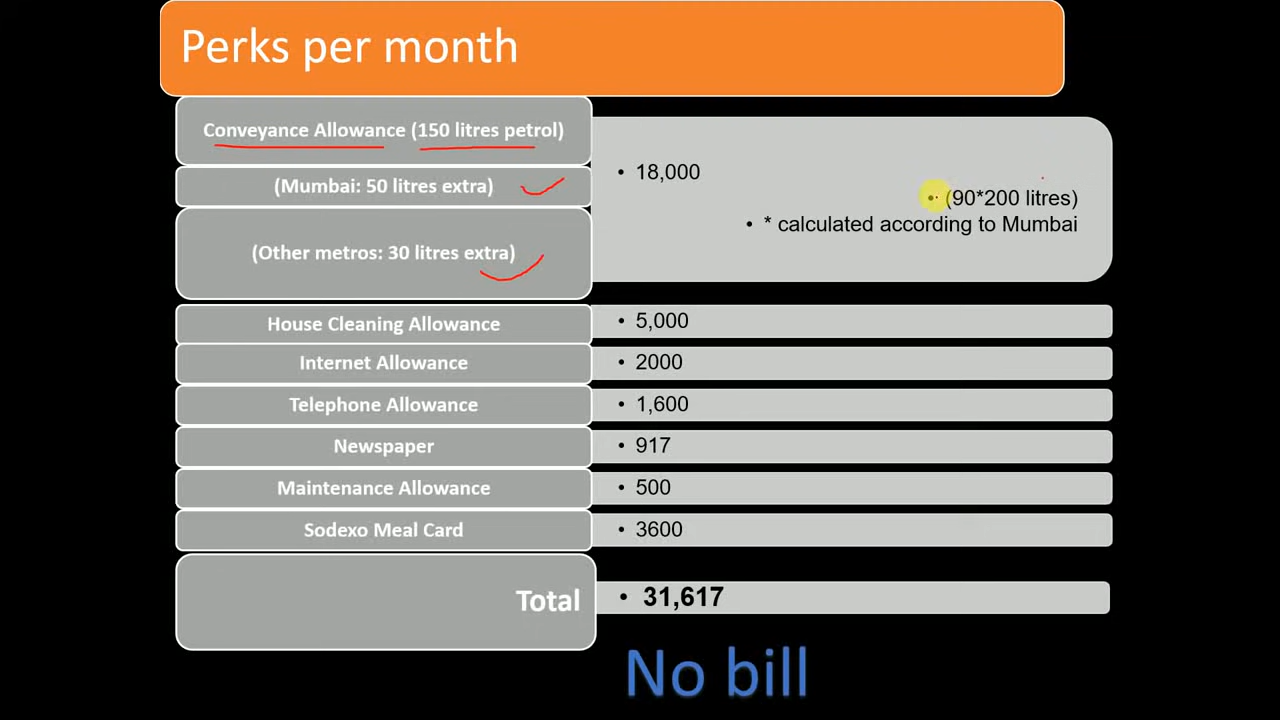 Perks per month
Conveyance Allowance (150 litres petrol)
(Mumbai: 50 litres extra)
(Other metros: 30 litres extra)
• 18,000
• (90*200 litres)
• * calculated according to Mumbai
House Cleaning Allowance
• 5,000
Internet Allowance
• 2000
Telephone Allowance
• 1,600
Newspaper
• 917
Maintenance Allowance
• 500
Sodexo Meal Card
• 3600
Total
• 31,617
No bill